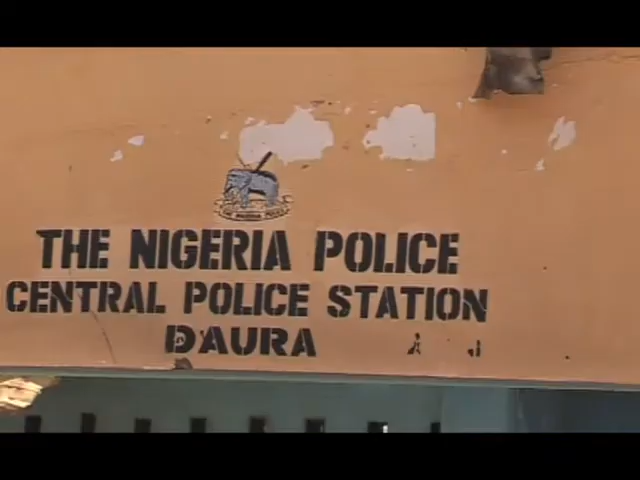 THE NIGERIA POLICE
CENTRAL POLICE STATION
DAURA